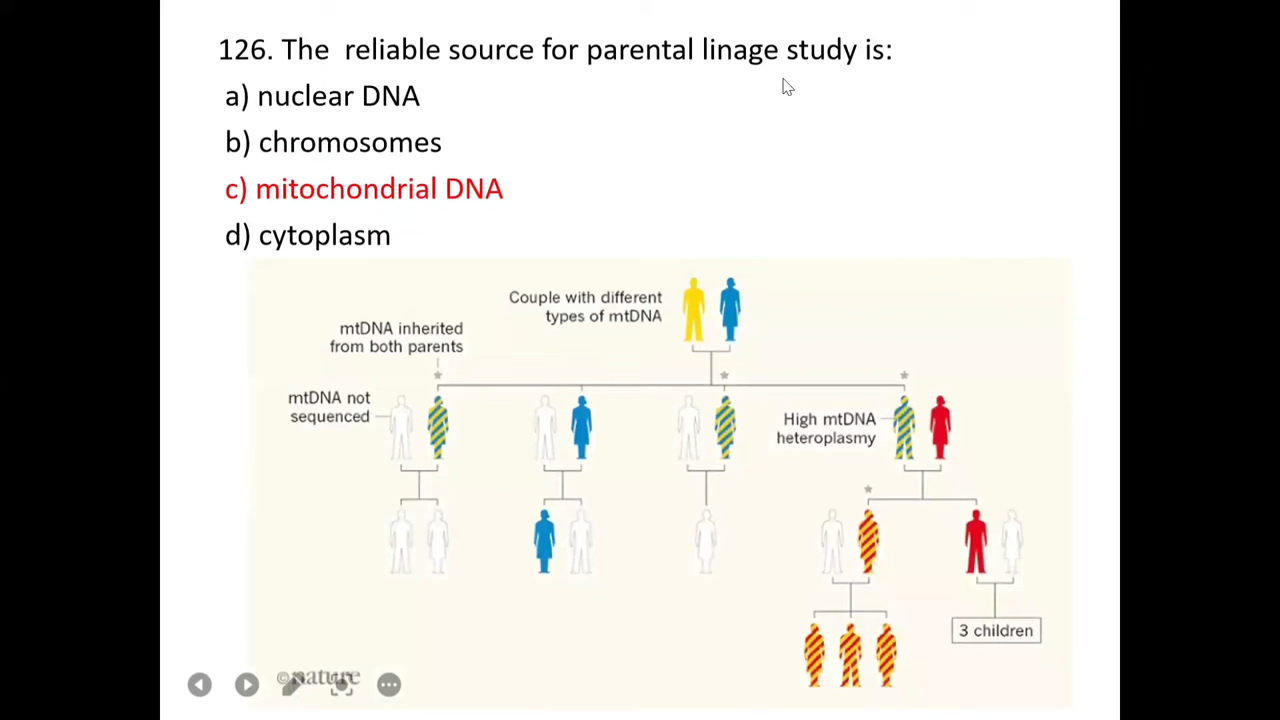 126. The reliable source for parental linage study is:
a) nuclear DNA
b) chromosomes
c) mitochondrial DNA
d) cytoplasm
Couple with different
types of mtDNA
mtDNA inherited
from both parents
mtDNA not
sequenced
High mtDNA
heteroplasmy
3 children
©nature